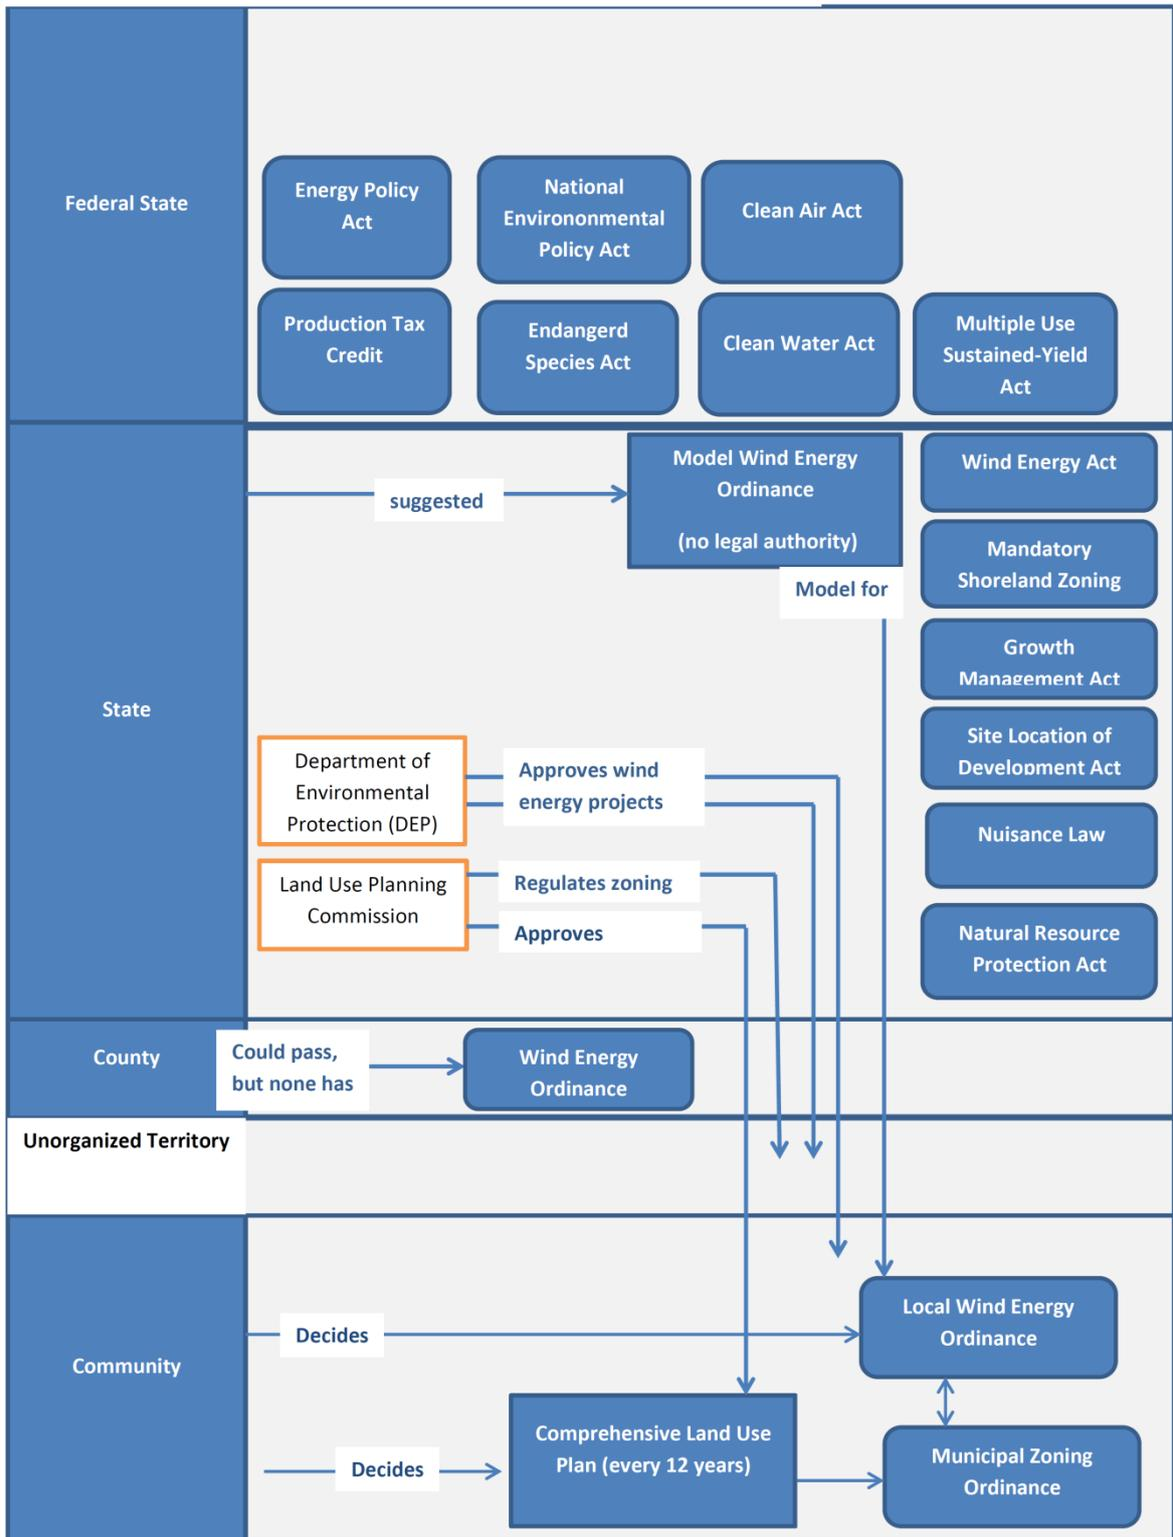 Federal State
Energy Policy
Act
National
Environonmental
Policy Act
Clean Air Act
Production Tax
Credit
Endangerd
Species Act
Clean Water Act
Multiple Use
Sustained-Yield
Act
State
suggested
Model Wind Energy
Ordinance
(no legal authority)
Model for
Wind Energy Act
Mandatory
Shoreland Zoning
Growth
Management Act
Site Location of
Development Act
Nuisance Law
Natural Resource
Protection Act
Department of
Environmental
Protection (DEP)
Approves wind
energy projects
Land Use Planning
Commission
Regulates zoning
Approves
County
Could pass,
but none has
Wind Energy
Ordinance
Unorganized Territory
Community
Decides
Local Wind Energy
Ordinance
Decides
Comprehensive Land Use
Plan (every 12 years)
Municipal Zoning
Ordinance